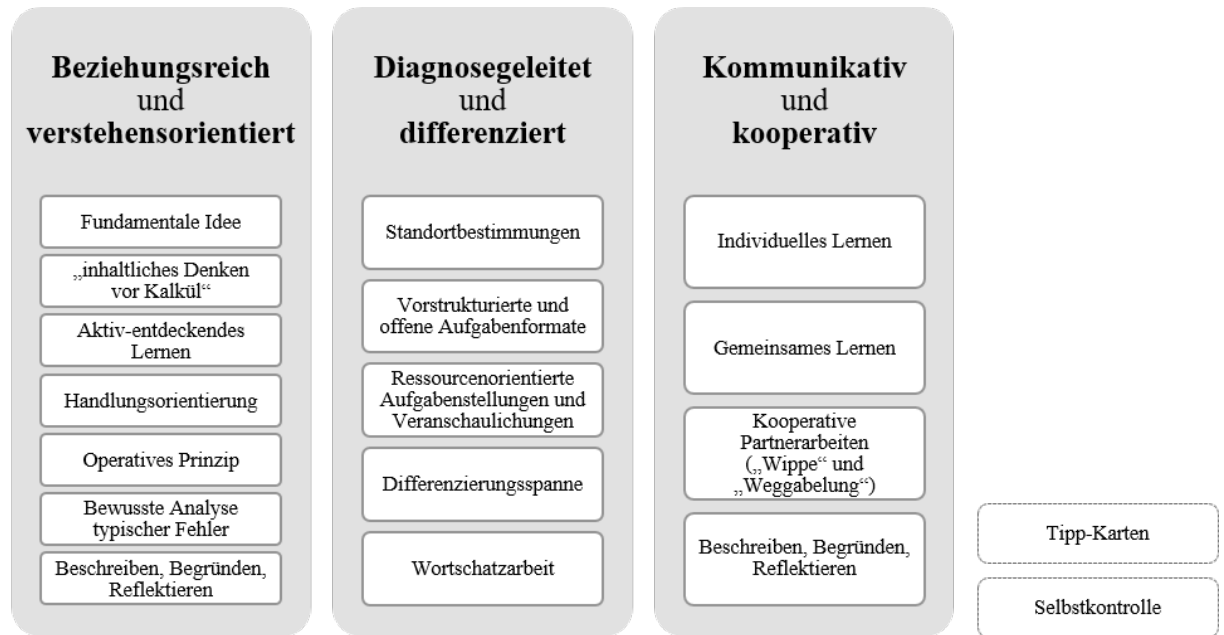 Beziehungsreich
und
verstehensorientiert
Fundamentale Idee
„inhaltliches Denken
vor Kalkül“
Aktiv-entdeckendes
Lernen
Handlungsorientierung
Operatives Prinzip
Bewusste Analyse
typischer Fehler
Beschreiben, Begründen,
Reflektieren
Diagnosegeleitet
und
differenziert
Standortbestimmungen
Vorstrukturierte und
offene Aufgabenformate
Ressourcenorientierte
Aufgabenstellungen und
Veranschaulichungen
Differenzierungsspanne
Wortschatzarbeit
Kommunikativ
und
kooperativ
Individuelles Lernen
Gemeinsames Lernen
Kooperative
Partnerarbeiten
(„Wippe“ und
„Weggabelung“)
Beschreiben, Begründen,
Reflektieren
Tipp-Karten
Selbstkontrolle